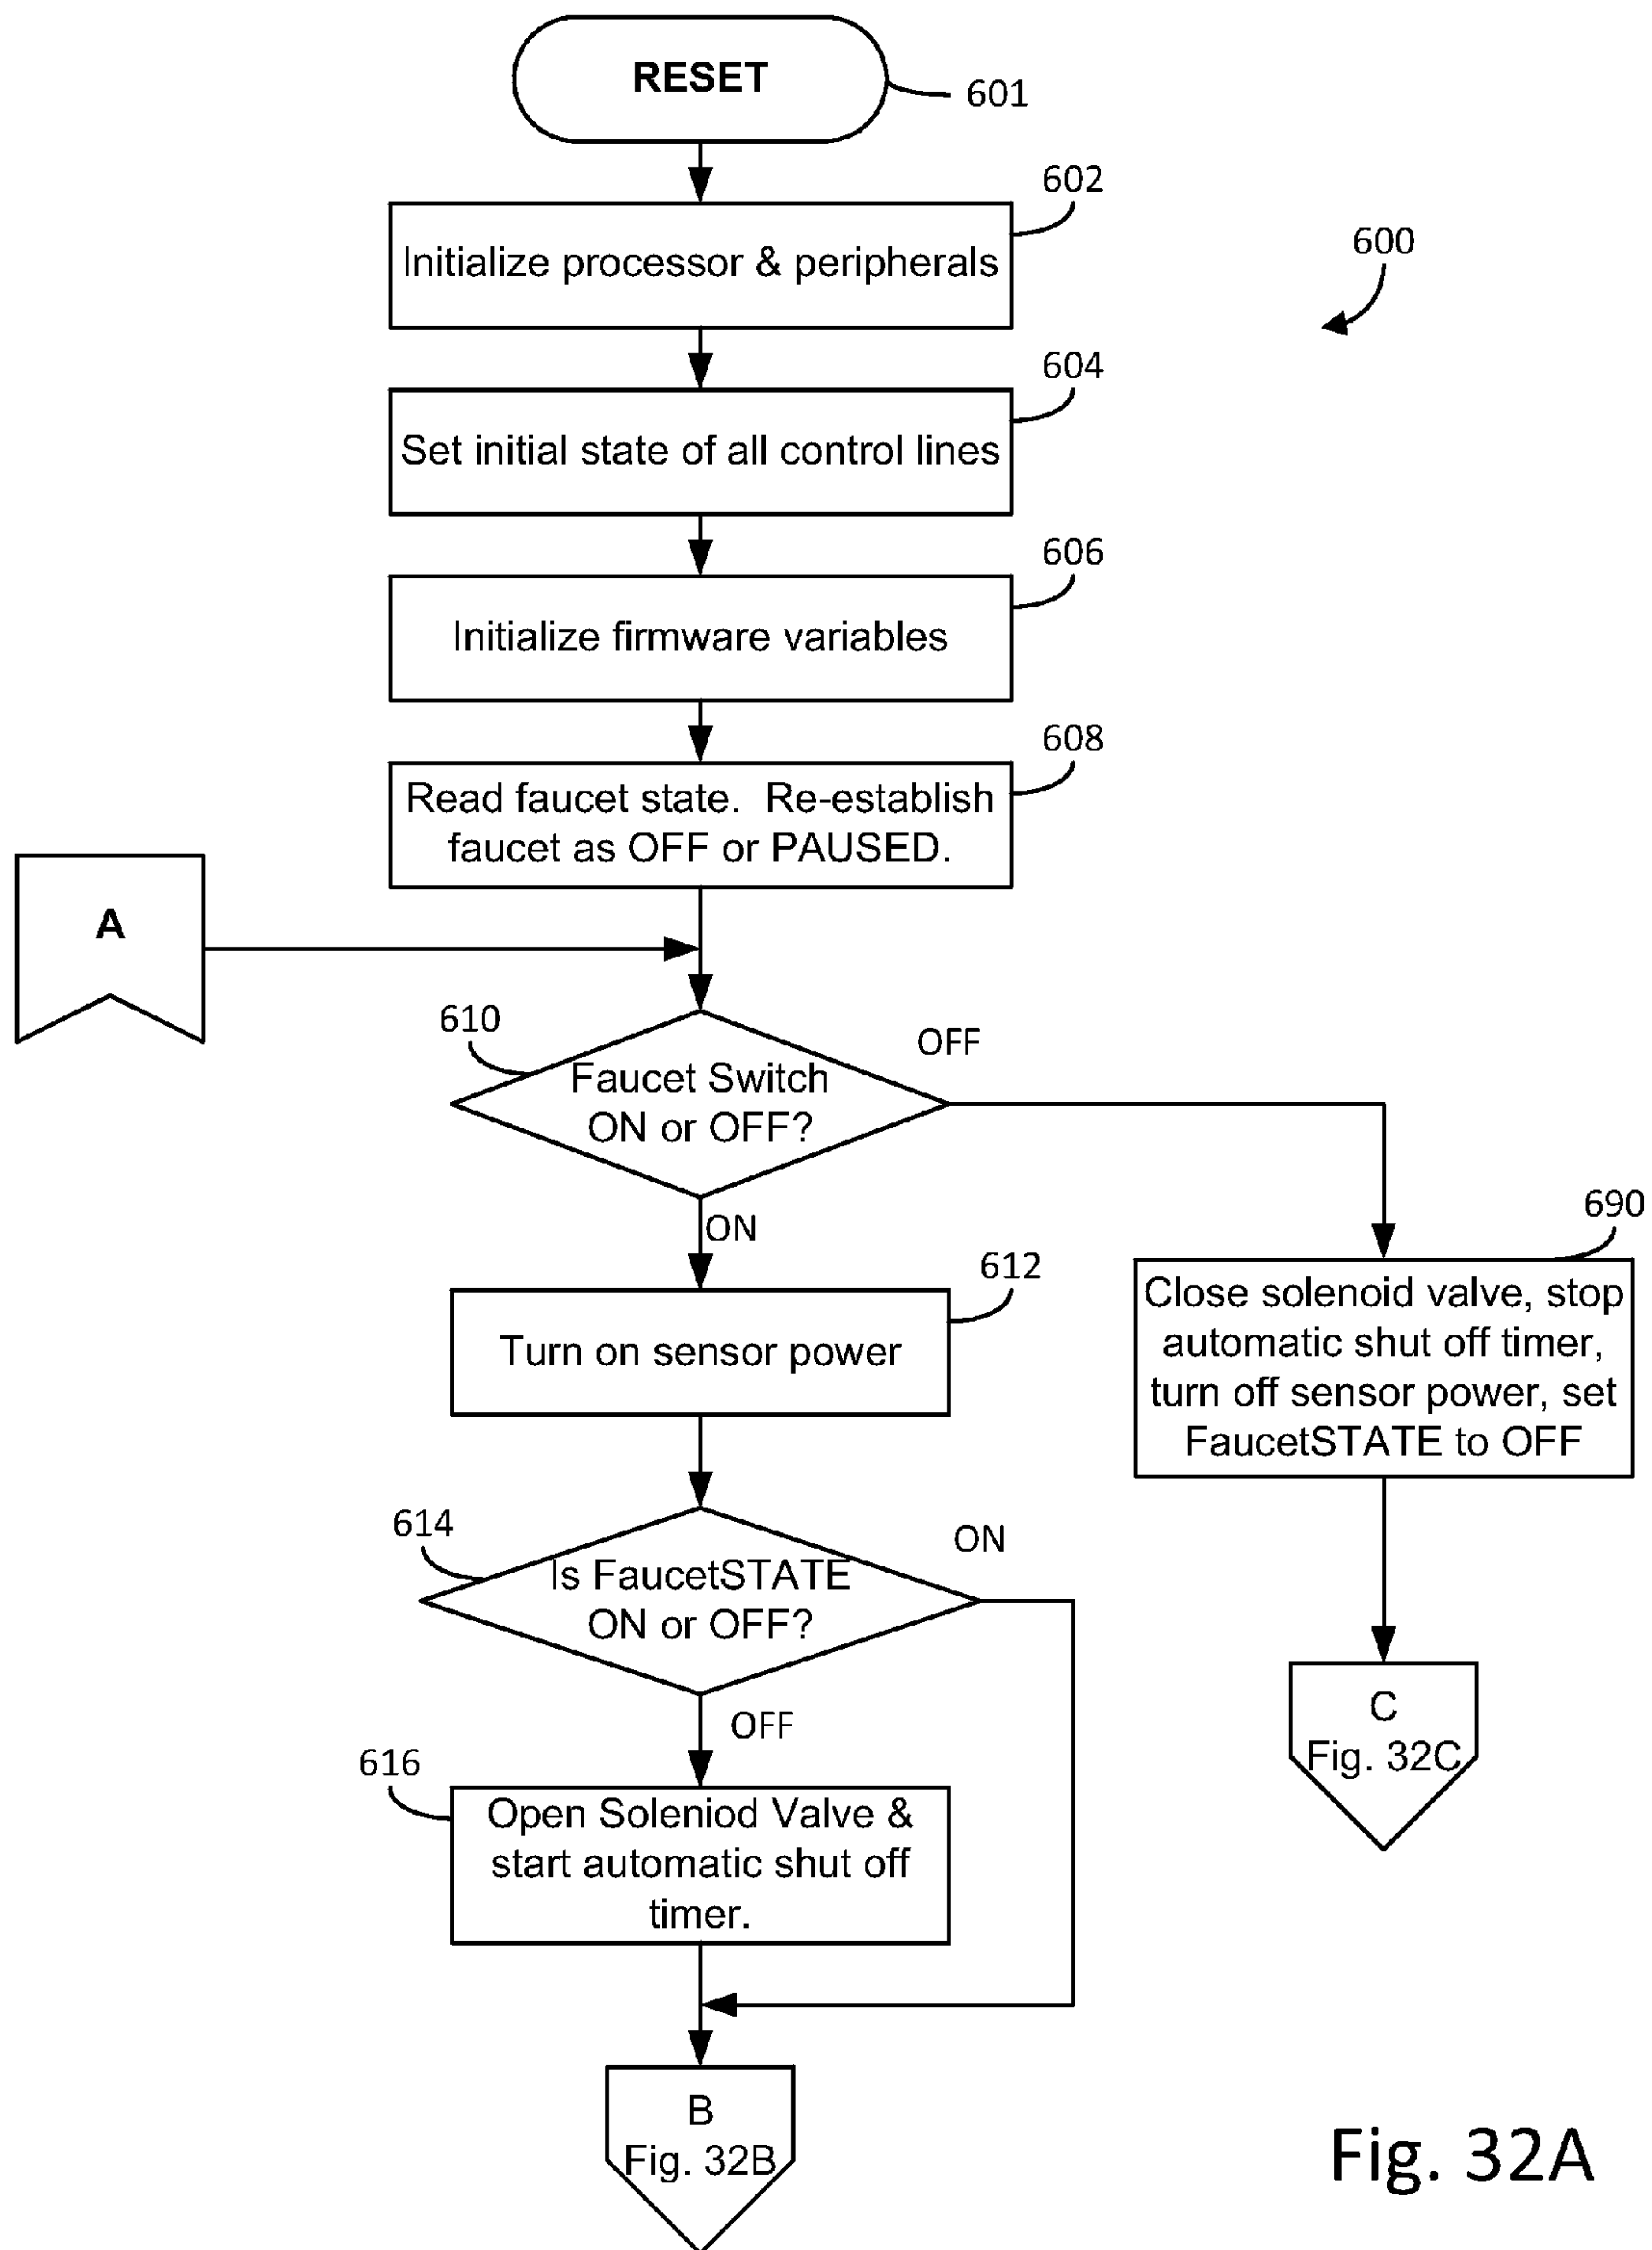 RESET
601
602
Initialize processor & peripherals
600
604
Set initial state of all control lines
606
Initialize firmware variables
608
Read faucet state. Re-establish
faucet as OFF or PAUSED.
A
610
OFF
Faucet Switch
ON or OFF?
ON
690
612
Turn on sensor power
Close solenoid valve, stop
automatic shut off timer,
turn off sensor power, set
FaucetSTATE to OFF
614
ON
Is FaucetSTATE
ON or OFF?
OFF
C
Fig. 32C
616
Open Soleniod Valve &
start automatic shut off
timer.
B
Fig. 32B
Fig. 32A